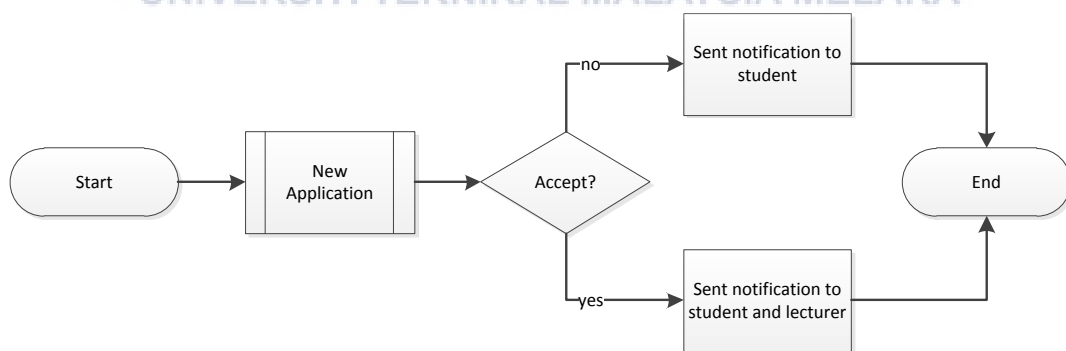 no
Sent notification to
student
Start
New
Application
Accept?
End
yes
Sent notification to
student and lecturer